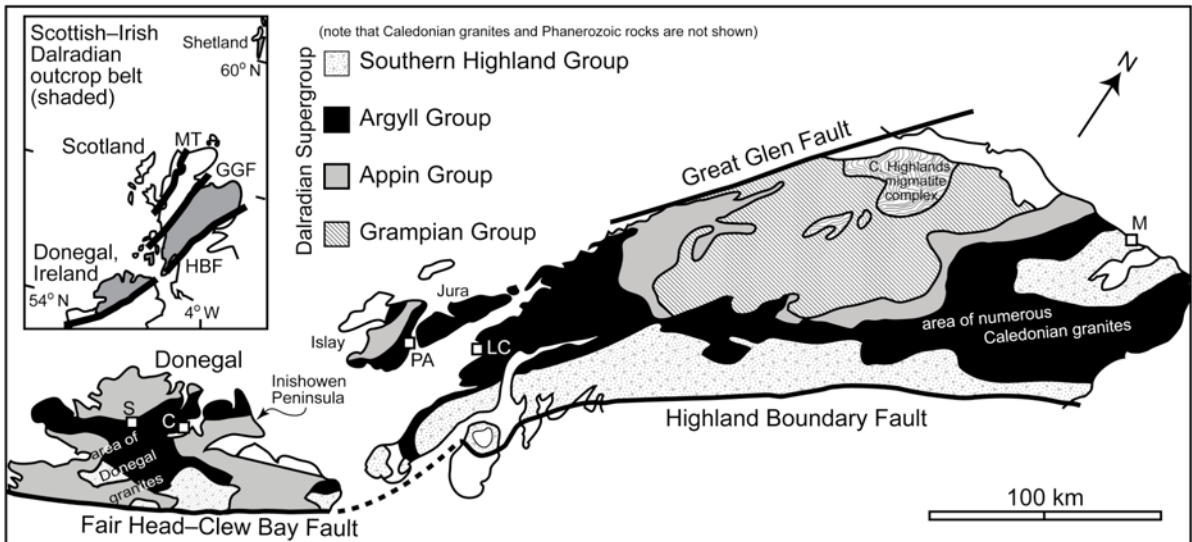 Scottish–Irish
Dalradian
outcrop belt
(shaded)
Shetland
60° N
Scotland
MT
GGF
Donegal,
Ireland
HBF
54° N
4° W
(note that Caledonian granites and Phanerozoic rocks are not shown)
Dalradian Supergroup
Southern Highland Group
Argyll Group
Appin Group
Grampian Group
N
Great Glen Fault
C. Highlands
migmatite
complex
M
Jura
Islay
PA
LC
area of numerous
Caledonian granites
Donegal
Inishowen
Peninsula
S
C
area of
Donegal
granites
Highland Boundary Fault
Fair Head–Clew Bay Fault
100 km